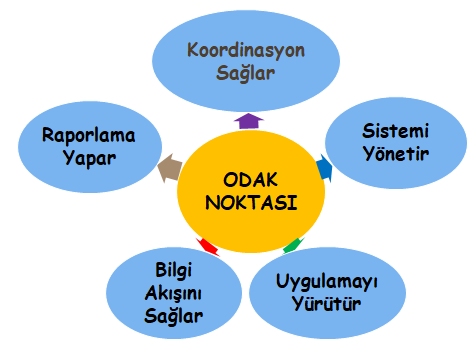 Koordinasyon
Sağlar
Sistemi
Yönetir
Uygulamayı
Yürütür
Bilgi
Akışını
Sağlar
Raporlama
Yapar
ODAK
NOKTASI